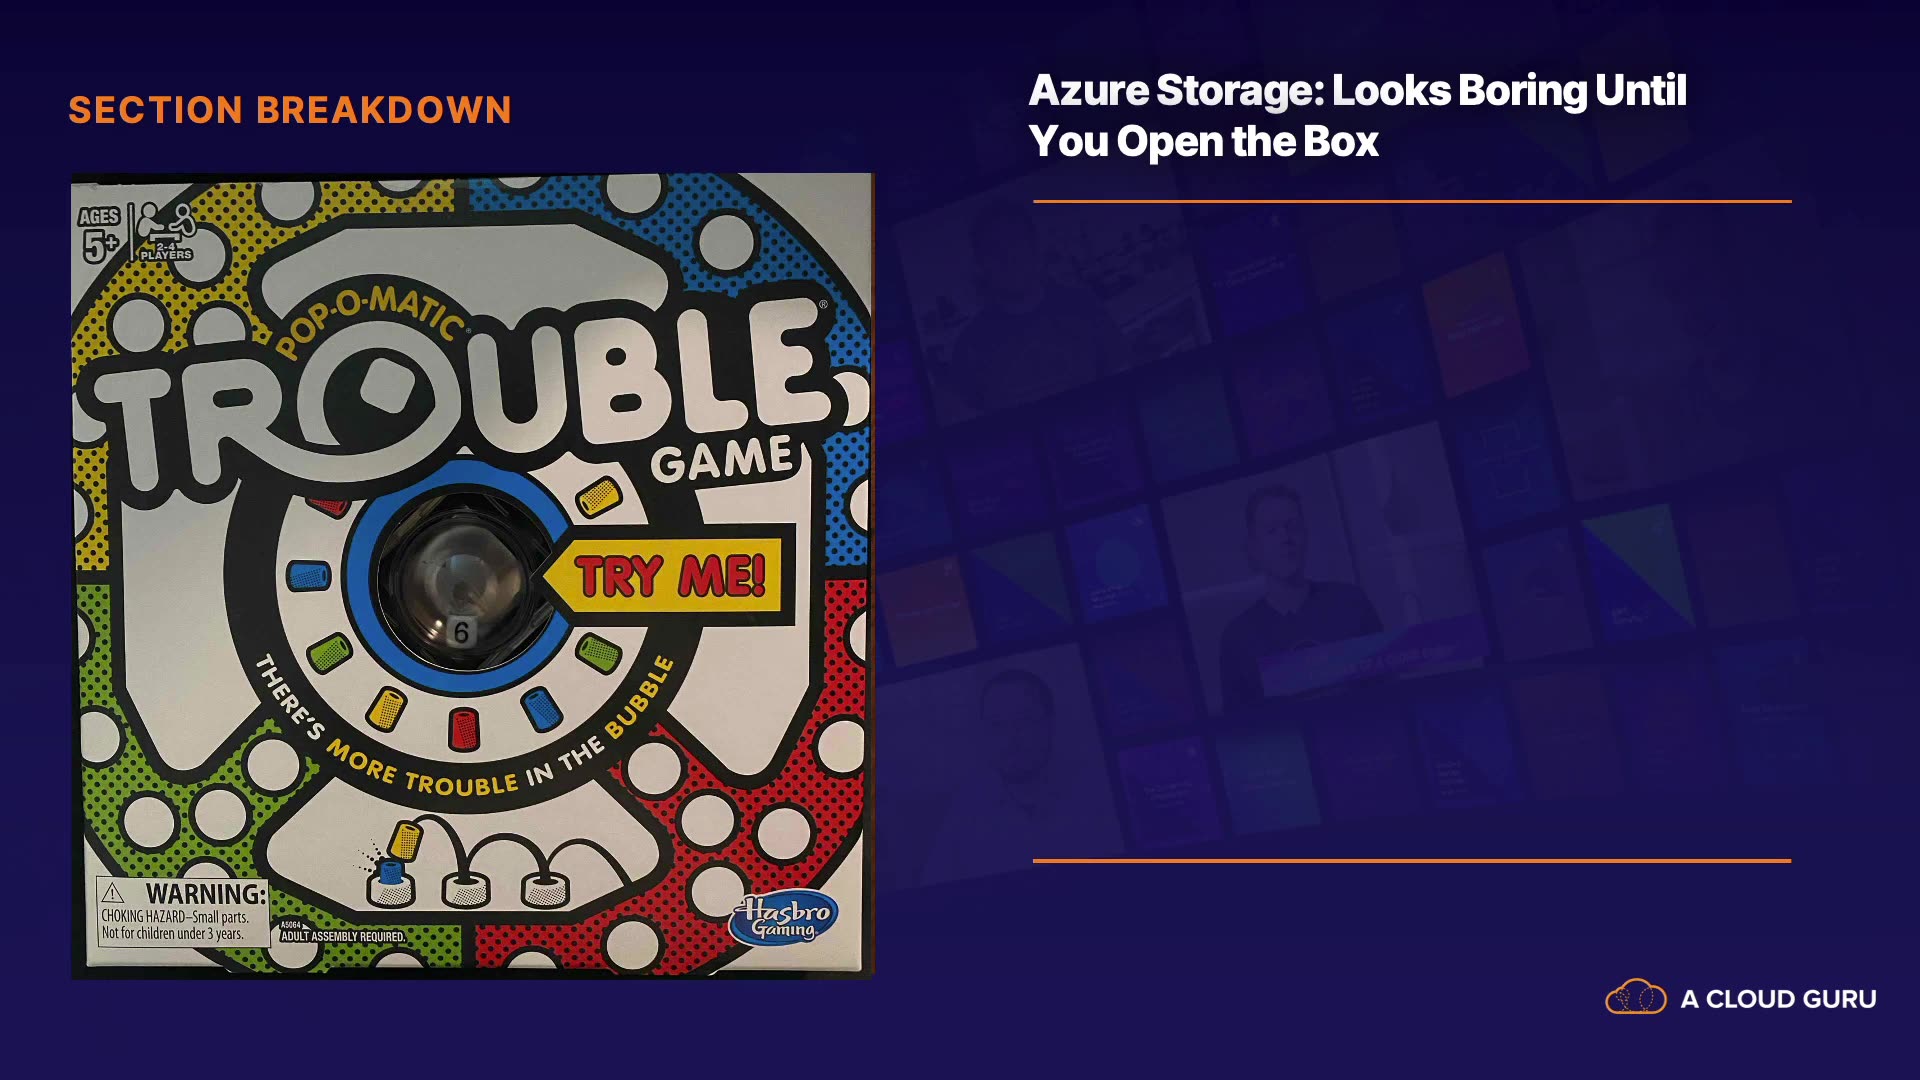 SECTION BREAKDOWN
Azure Storage: Looks Boring Until
You Open the Box
AGES
5+
2-4
PLAYERS
POP-O-MATIC®
TROUBLE®
GAME
TRY ME!
6
THERE'S MORE TROUBLE IN THE BUBBLE
WARNING:
CHOKING HAZARD–Small parts.
Not for children under 3 years.
A5064
ADULT ASSEMBLY REQUIRED.
Hasbro
Gaming
A CLOUD GURU